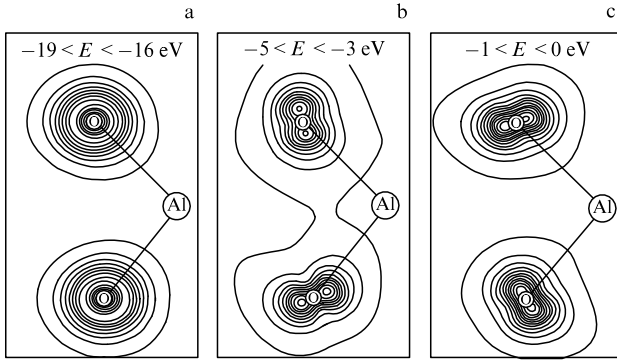 a
−19 < E < −16 eV
O
Al
O
b
−5 < E < −3 eV
O
Al
O
c
−1 < E < 0 eV
O
Al
O